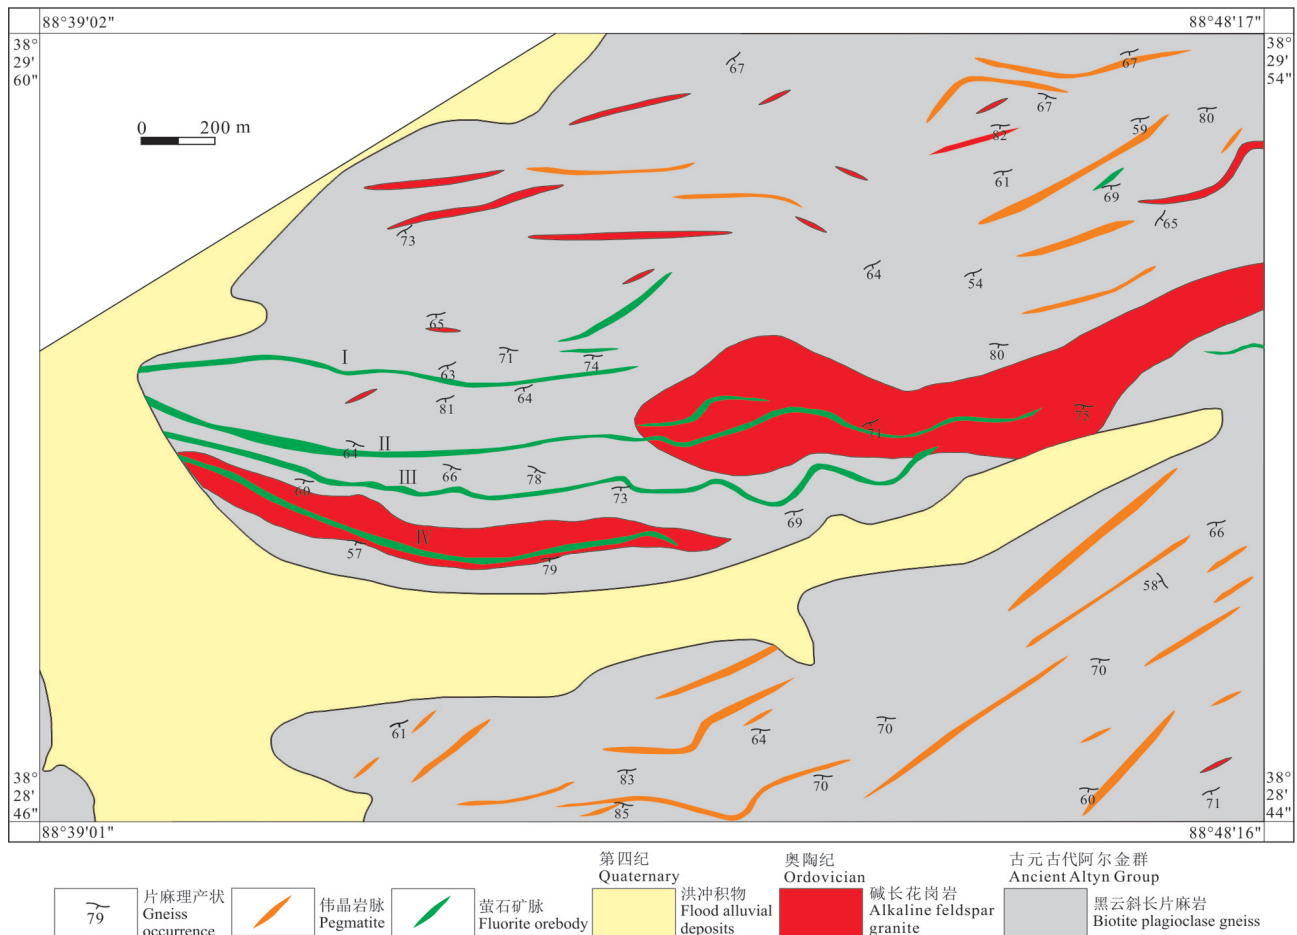 88°39′02″
88°48′17″
38°
29′
60″
38°
29′
54″
0 200 m
67
67
67
82
59
80
61
69
65
73
64
54
65
71
74
80
I
63
64
81
75
71
II
64
66
78
III
60
73
69
IV
57
79
66
58
70
61
64
70
83
70
85
60
71
38°
28′
46″
38°
28′
44″
88°39′01″
88°48′16″
第四纪
Quaternary
奥陶纪
Ordovician
古元古代阿尔金群
Ancient Altyn Group
79
片麻理产状
Gneiss
occurrence
伟晶岩脉
Pegmatite
萤石矿脉
Fluorite orebody
洪冲积物
Flood alluvial
deposits
碱长花岗岩
Alkaline feldspar
granite
黑云斜长片麻岩
Biotite plagioclase gneiss